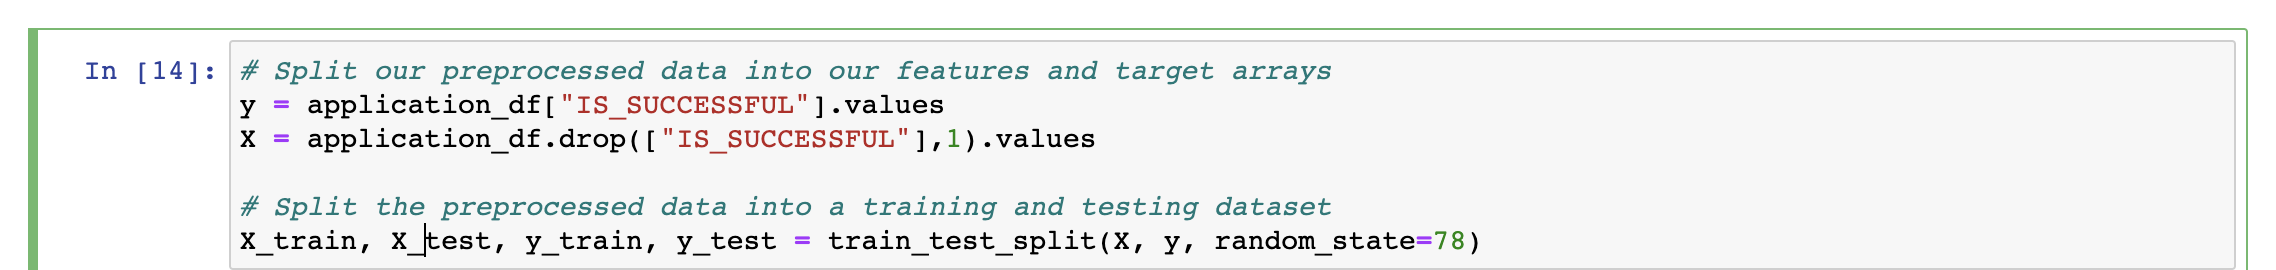 In [14]: # Split our preprocessed data into our features and target arrays
y = application_df["IS_SUCCESSFUL"].values
X = application_df.drop(["IS_SUCCESSFUL"],1).values
# Split the preprocessed data into a training and testing dataset
X_train, X_test, y_train, y_test = train_test_split(X, y, random_state=78)